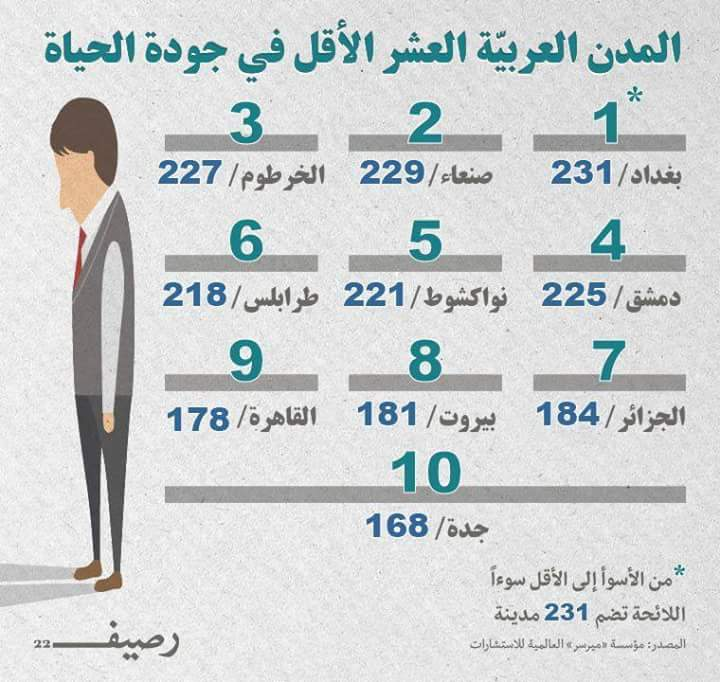 المدن العربيّة العشر الأقل في جودة الحياة
1*
بغداد/ 231
2
صنعاء/ 229
3
الخرطوم/ 227
4
دمشق/ 225
5
نواكشوط/ 221
6
طرابلس/ 218
7
الجزائر/ 184
8
بيروت/ 181
9
القاهرة/ 178
10
جدة/ 168
*من الأسوأ إلى الأقل سوءاً
اللائحة تضم 231 مدينة
المصدر: مؤسسة «ميرسر» العالمية للاستشارات
رصيف 22